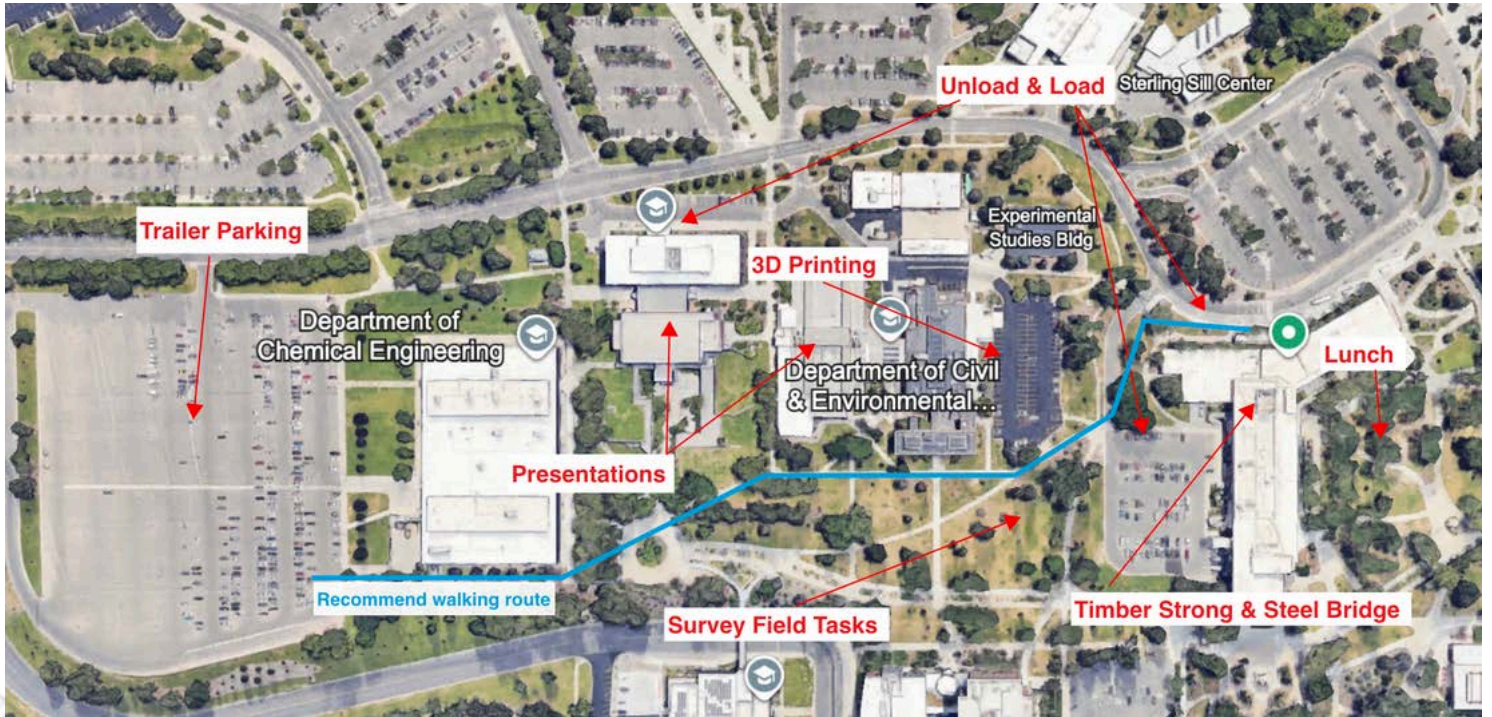 Unload & Load
Sterling Sill Center
Trailer Parking
Experimental
Studies Bldg
3D Printing
Department of
Chemical Engineering
Lunch
Department of Civil
& Environmental...
Presentations
Recommend walking route
Timber Strong & Steel Bridge
Survey Field Tasks